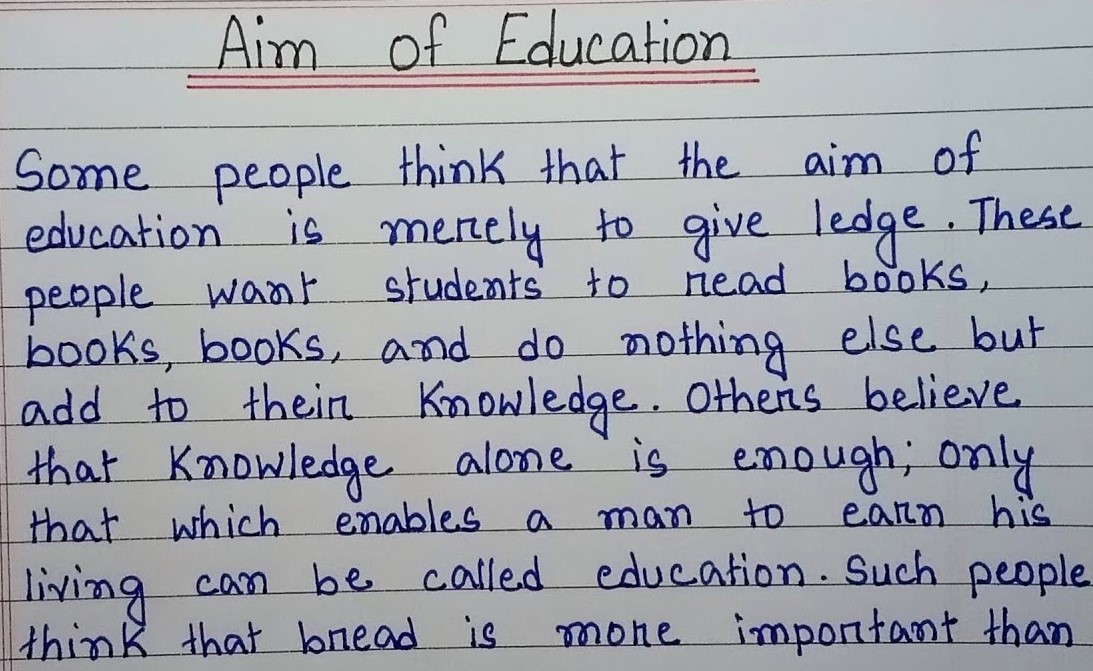 Aim of Education
Some people think that the aim of
education is merely to give ledge. These
people want students to read books,
books, books, and do nothing else but
add to their Knowledge. Others believe
that Knowledge alone is enough; only
that which enables a man to earn his
living can be called education. Such people
think that bread is more important than